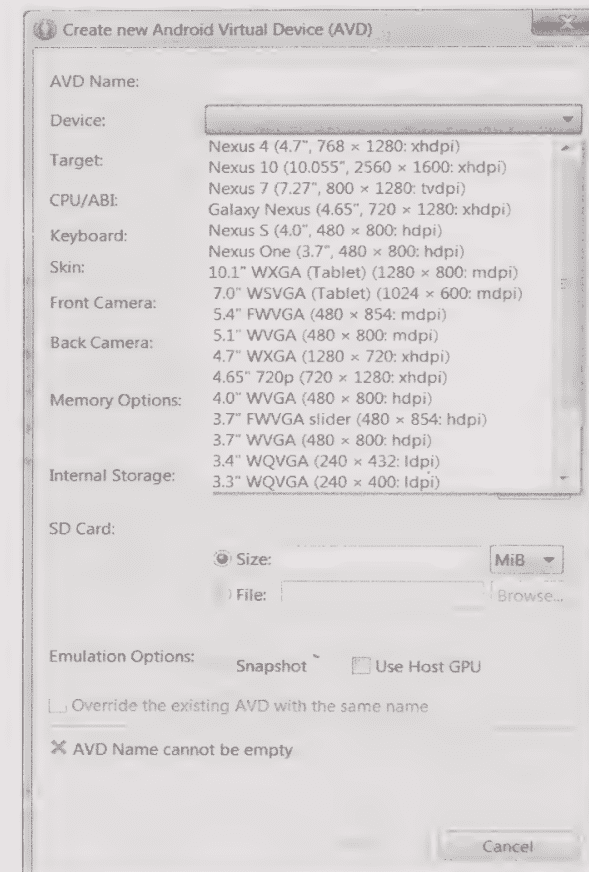 Create new Android Virtual Device (AVD)
AVD Name:
Device:
Nexus 4 (4.7", 768 × 1280: xhdpi)
Target:
Nexus 10 (10.055", 2560 × 1600: xhdpi)
Nexus 7 (7.27", 800 × 1280: tvdpi)
CPU/ABI:
Galaxy Nexus (4.65", 720 × 1280: xhdpi)
Keyboard:
Nexus S (4.0", 480 × 800: hdpi)
Nexus One (3.7", 480 × 800: hdpi)
Skin:
10.1" WXGA (Tablet) (1280 × 800: mdpi)
7.0" WSVGA (Tablet) (1024 × 600: mdpi)
Front Camera:
5.4" FWVGA (480 × 854: mdpi)
5.1" WVGA (480 × 800: mdpi)
Back Camera:
4.7" WXGA (1280 × 720: xhdpi)
4.65" 720p (720 × 1280: xhdpi)
Memory Options:
4.0" WVGA (480 × 800: hdpi)
3.7" FWVGA slider (480 × 854: hdpi)
3.7" WVGA (480 × 800: hdpi)
3.4" WQVGA (240 × 432: ldpi)
Internal Storage:
3.3" WQVGA (240 × 400: ldpi)
SD Card:
Size: MiB
File: Browse...
Emulation Options: Snapshot Use Host GPU
Override the existing AVD with the same name
AVD Name cannot be empty
Cancel